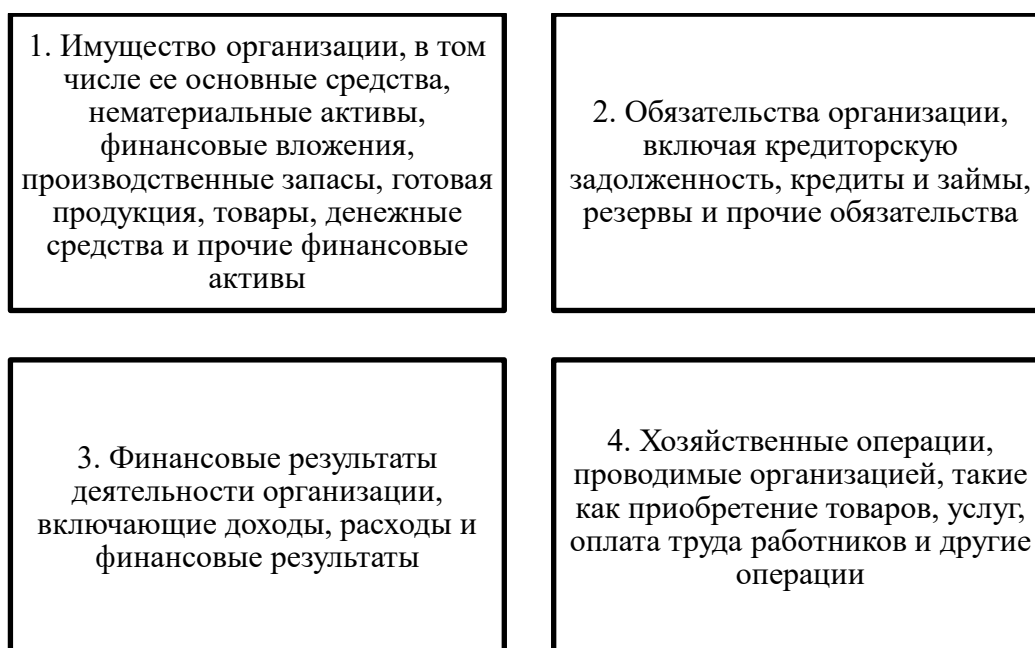 1. Имущество организации, в том
числе ее основные средства,
нематериальные активы,
финансовые вложения,
производственные запасы, готовая
продукция, товары, денежные
средства и прочие финансовые
активы
2. Обязательства организации,
включая кредиторскую
задолженность, кредиты и займы,
резервы и прочие обязательства
3. Финансовые результаты
деятельности организации,
включающие доходы, расходы и
финансовые результаты
4. Хозяйственные операции,
проводимые организацией, такие
как приобретение товаров, услуг,
оплата труда работников и другие
операции